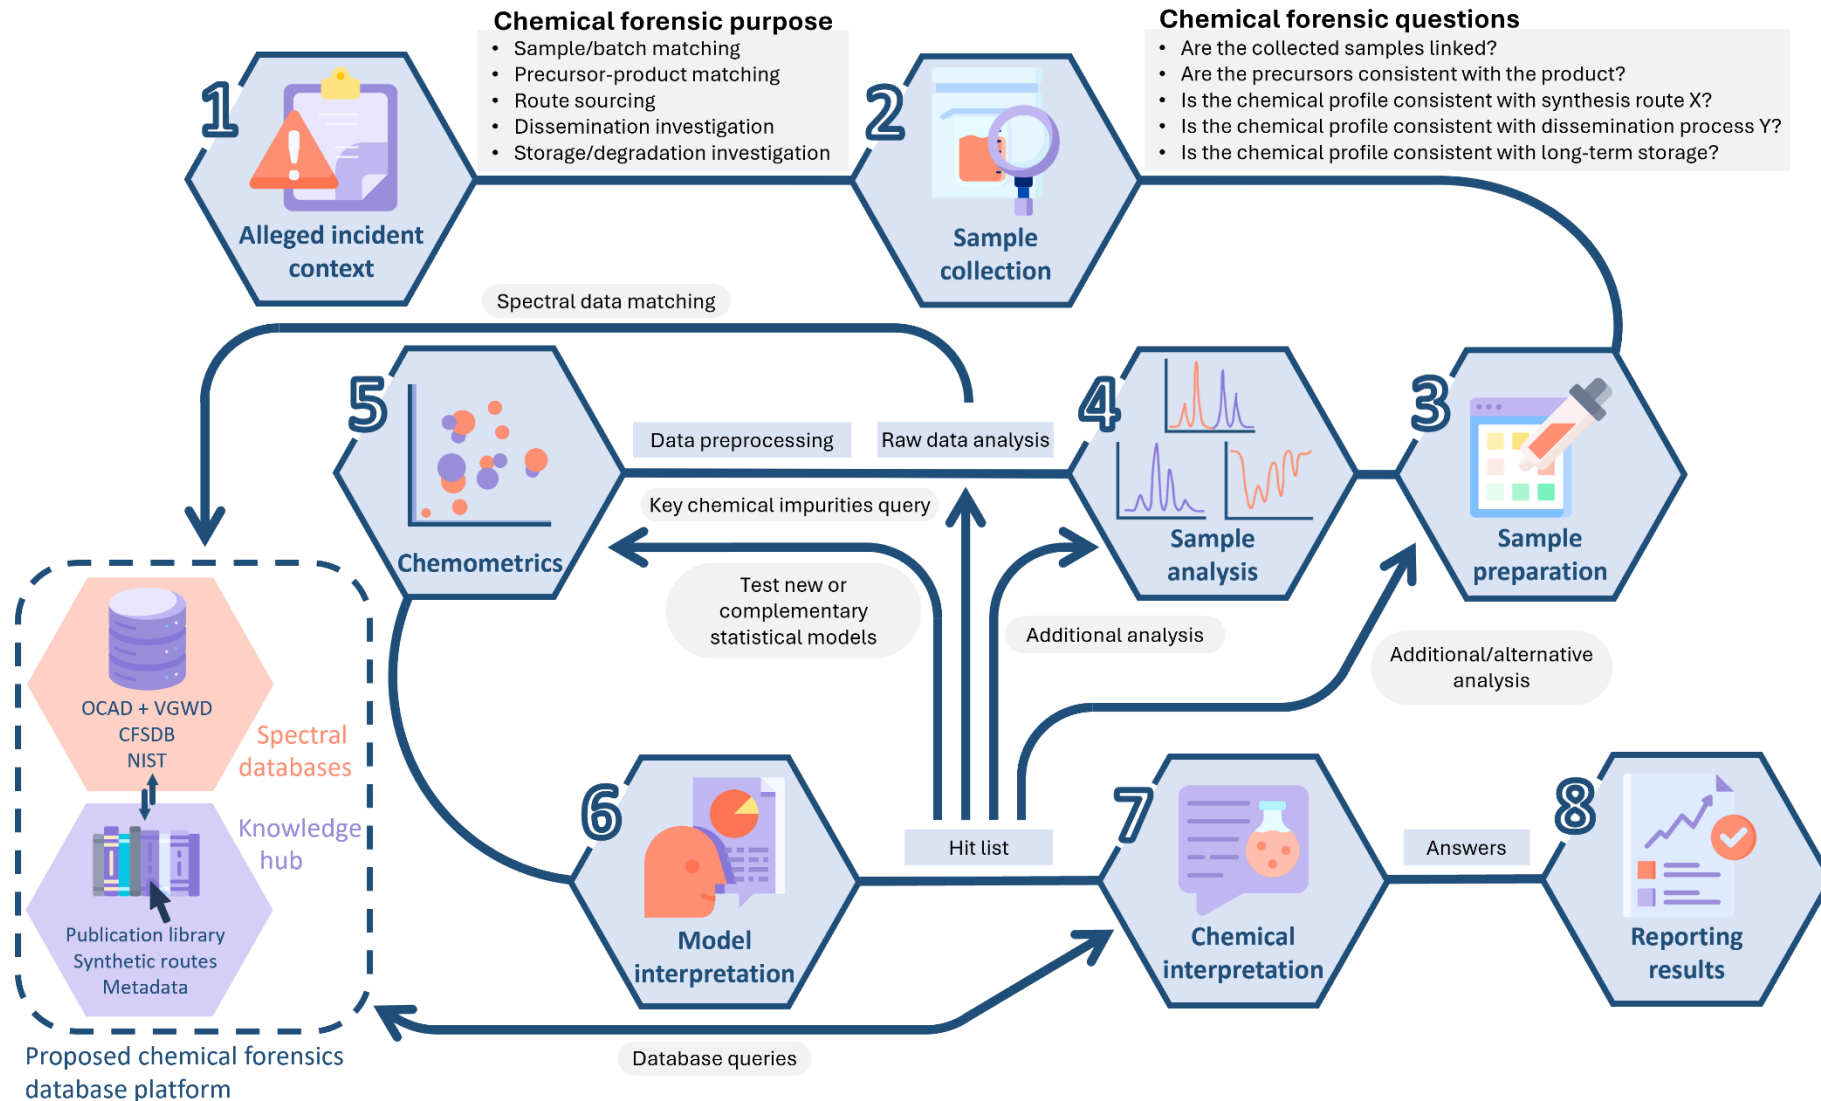 Chemical forensic purpose
• Sample/batch matching
• Precursor-product matching
• Route sourcing
• Dissemination investigation
• Storage/degradation investigation
Chemical forensic questions
• Are the collected samples linked?
• Are the precursors consistent with the product?
• Is the chemical profile consistent with synthesis route X?
• Is the chemical profile consistent with dissemination process Y?
• Is the chemical profile consistent with long-term storage?
1
Alleged incident
context
2
Sample
collection
Spectral data matching
5
Chemometrics
Data preprocessing
Raw data analysis
Key chemical impurities query
4
Sample
analysis
3
Sample
preparation
Test new or
complementary
statistical models
Additional analysis
Additional/alternative
analysis
OCAD + VGWD
CFSDB
NIST
Spectral
databases
Knowledge
hub
Publication library
Synthetic routes
Metadata
Proposed chemical forensics
database platform
6
Model
interpretation
Hit list
7
Chemical
interpretation
Answers
8
Reporting
results
Database queries